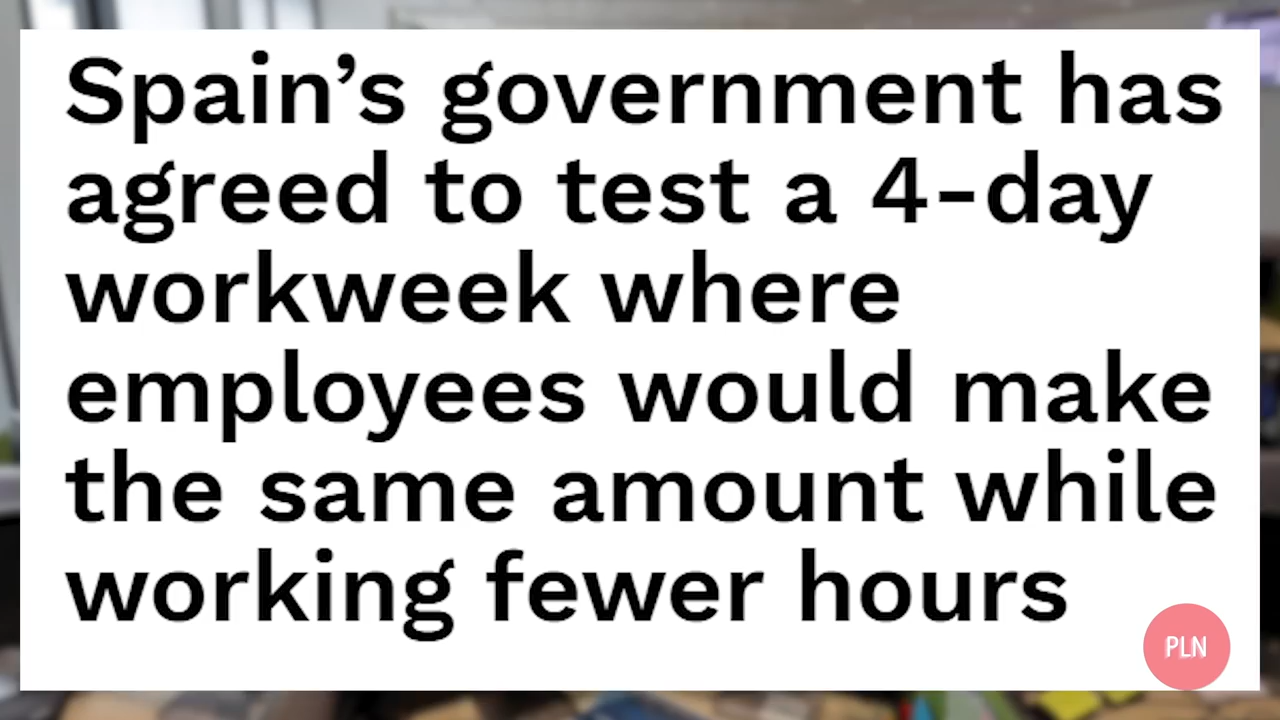 Spain’s government has
agreed to test a 4-day
workweek where
employees would make
the same amount while
working fewer hours
PLN